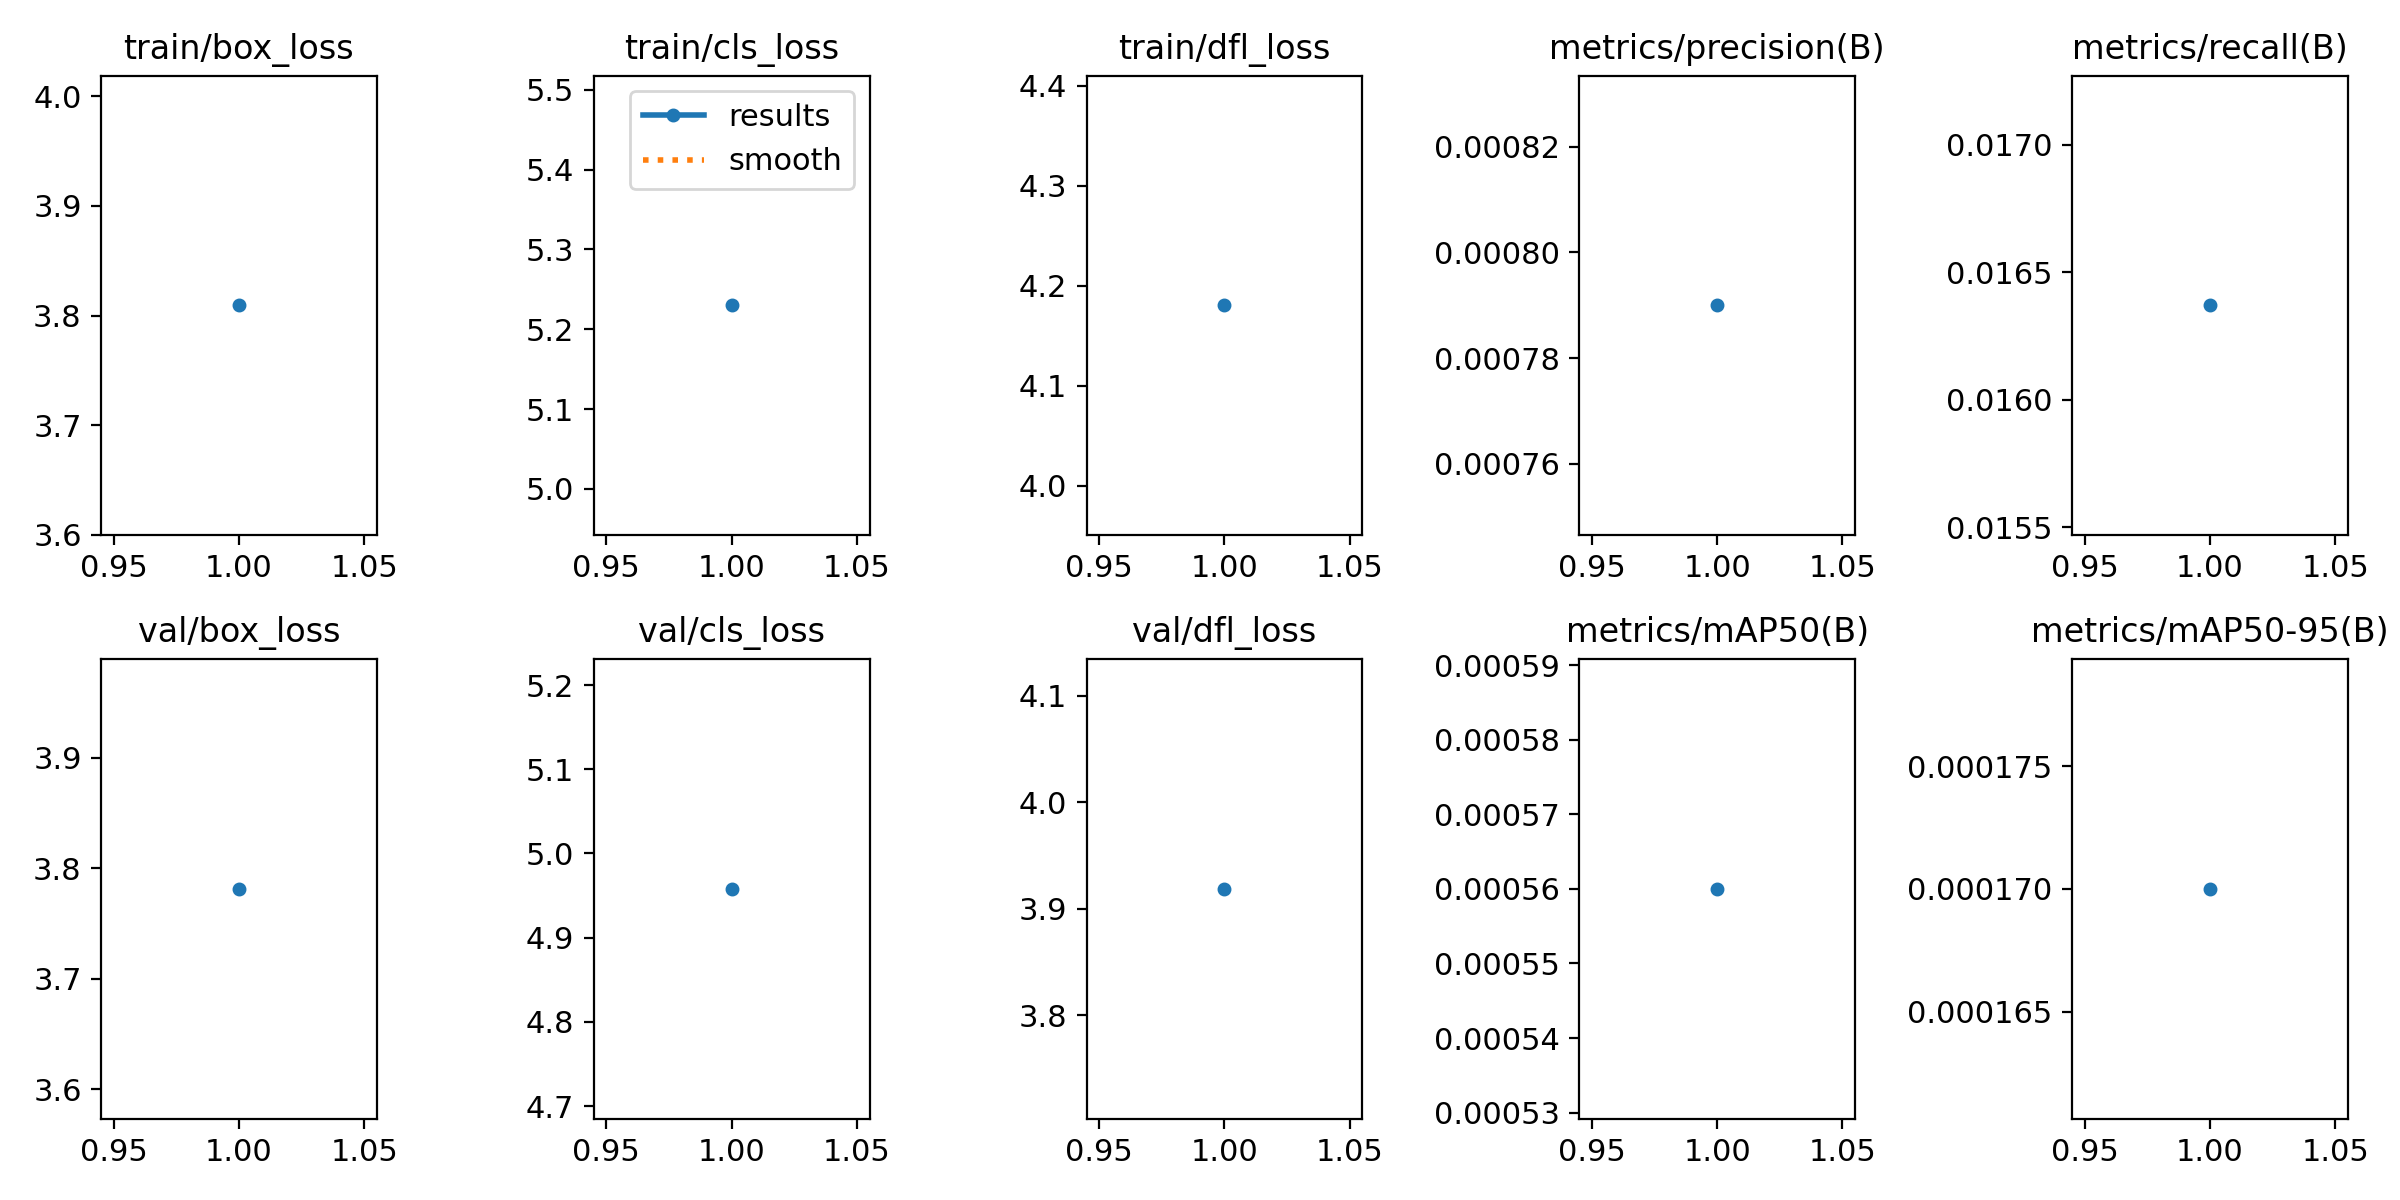 train/box_loss
4.0
3.9
3.8
3.7
3.6
0.95 1.00 1.05
train/cls_loss
5.5
5.4
5.3
5.2
5.1
5.0
results
smooth
0.95 1.00 1.05
train/dfl_loss
4.4
4.3
4.2
4.1
4.0
0.95 1.00 1.05
metrics/precision(B)
0.00082
0.00080
0.00078
0.00076
0.95 1.00 1.05
metrics/recall(B)
0.0170
0.0165
0.0160
0.0155
0.95 1.00 1.05
val/box_loss
3.9
3.8
3.7
3.6
0.95 1.00 1.05
val/cls_loss
5.2
5.1
5.0
4.9
4.8
4.7
0.95 1.00 1.05
val/dfl_loss
4.1
4.0
3.9
3.8
0.95 1.00 1.05
metrics/mAP50(B)
0.00059
0.00058
0.00057
0.00056
0.00055
0.00054
0.00053
0.95 1.00 1.05
metrics/mAP50-95(B)
0.000175
0.000170
0.000165
0.95 1.00 1.05